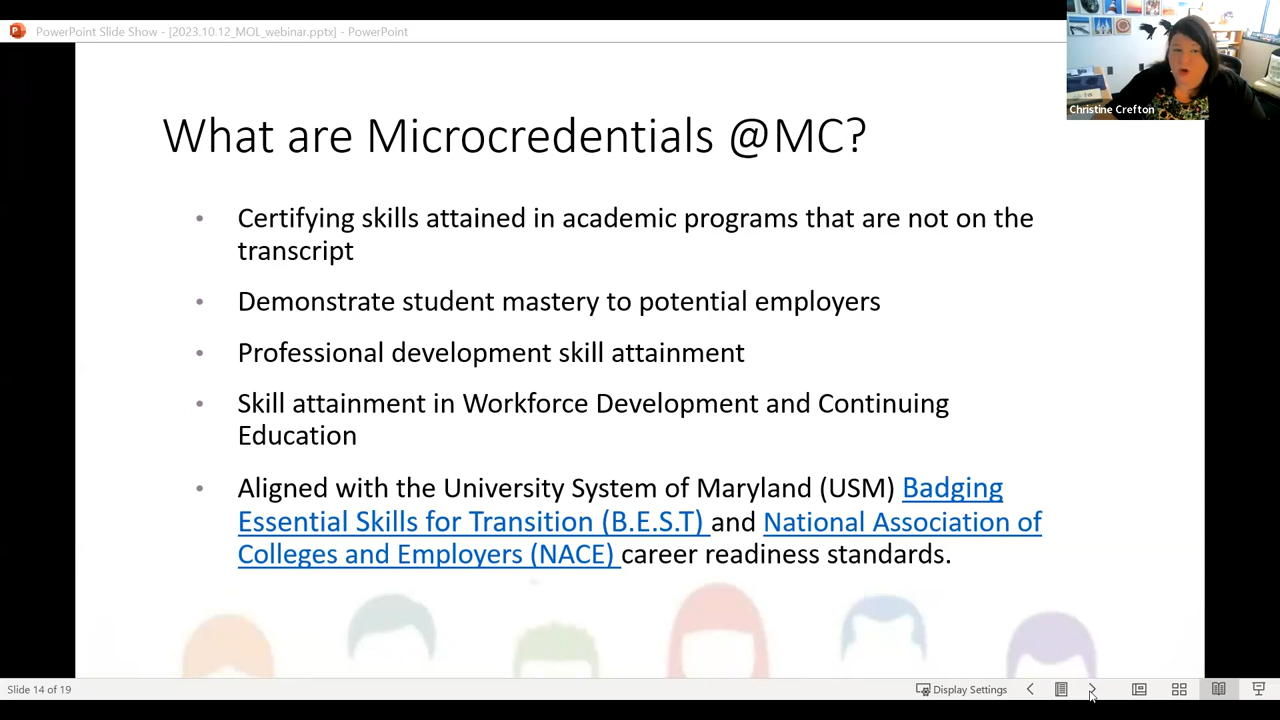 PowerPoint Slide Show - [2023.10.12_MOL_webinar.pptx] - PowerPoint
Christine Crefton
What are Microcredentials @MC?
• Certifying skills attained in academic programs that are not on the
transcript
• Demonstrate student mastery to potential employers
• Professional development skill attainment
• Skill attainment in Workforce Development and Continuing
Education
• Aligned with the University System of Maryland (USM) Badging
Essential Skills for Transition (B.E.S.T) and National Association of
Colleges and Employers (NACE) career readiness standards.
Slide 14 of 19
Display Settings